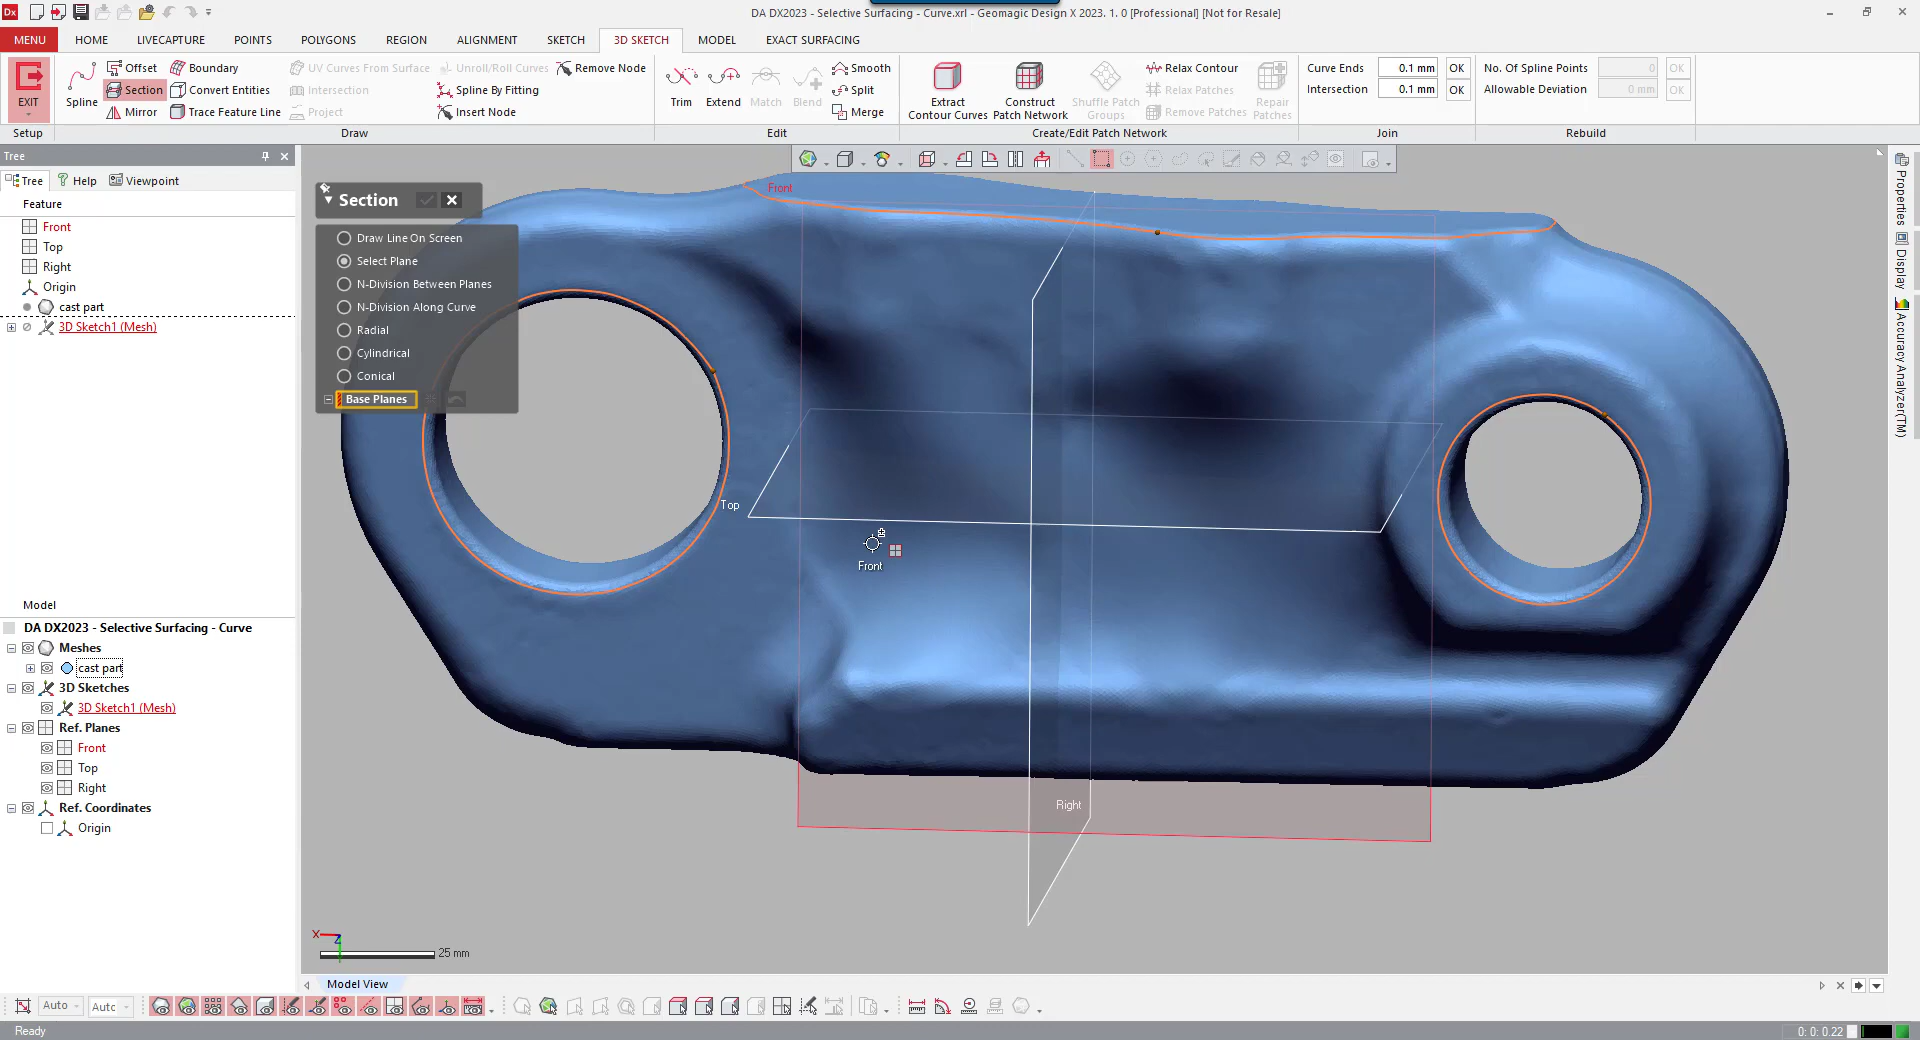 Dx
DA DX2023 - Selective Surfacing - Curve.xrl - Geomagic Design X 2023. 1. 0 [Professional] [Not for Resale]
MENU HOME LIVECAPTURE POINTS POLYGONS REGION ALIGNMENT SKETCH 3D SKETCH MODEL EXACT SURFACING
EXIT
Setup
Spline
Offset
Section
Mirror
Boundary
Convert Entities
Trace Feature Line
UV Curves From Surface
Intersection
Project
Unroll/Roll Curves
Spline By Fitting
Insert Node
Remove Node
Draw
Trim
Extend
Match
Blend
Smooth
Split
Merge
Edit
Extract
Contour Curves
Construct
Patch Network
Shuffle Patch
Groups
Relax Contour
Relax Patches
Remove Patches
Repair
Patches
Create/Edit Patch Network
Curve Ends 0.1 mm OK
Intersection 0.1 mm OK
Join
No. Of Spline Points 0 OK
Allowable Deviation 0 mm OK
Rebuild
Tree
Tree Help Viewpoint
Feature
Front
Top
Right
Origin
cast part
3D Sketch1 (Mesh)
Model
DA DX2023 - Selective Surfacing - Curve
Meshes
cast part
3D Sketches
3D Sketch1 (Mesh)
Ref. Planes
Front
Top
Right
Ref. Coordinates
Origin
Section
Draw Line On Screen
Select Plane
N-Division Between Planes
N-Division Along Curve
Radial
Cylindrical
Conical
Base Planes
Front
Top
Front
Right
X
Z
25 mm
Properties
Display
Accuracy Analyzer(TM)
Model View
Auto
Auto
Ready
0: 0: 0.22